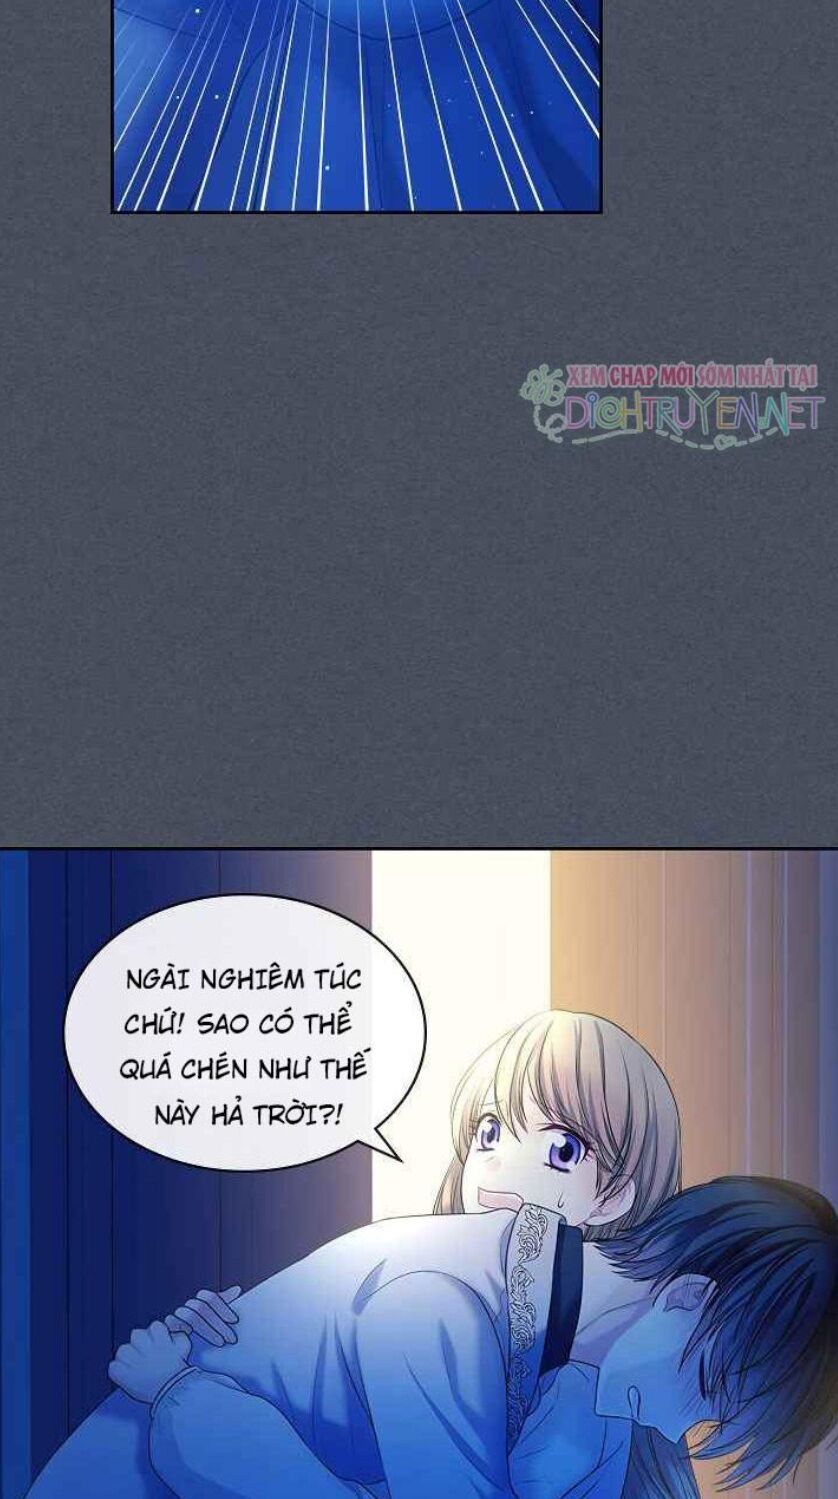 XEM CHAP MỚI SỚM NHẤT TẠI
DICHTRUYEN.NET
NGÀI NGHIÊM TÚC
CHỨ! SAO CÓ THỂ
QUÁ CHÉN NHƯ THẾ
NÀY HẢ TRỜI?!